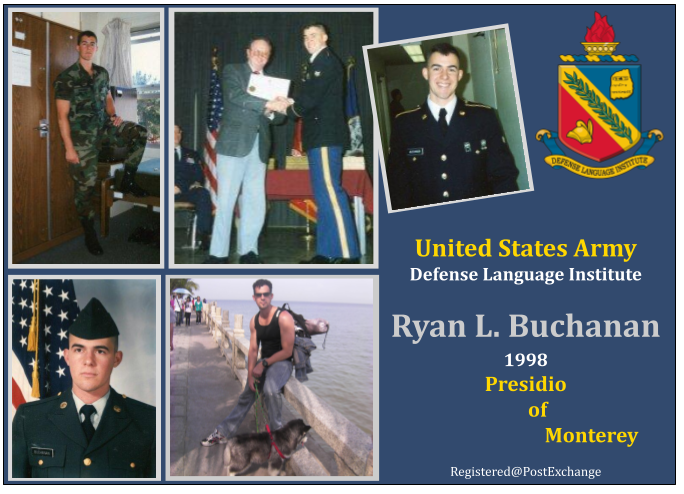 DEFENSE LANGUAGE INSTITUTE
United States Army
Defense Language Institute
Ryan L. Buchanan
1998
Presidio
of
Monterey
Registered@PostExchange